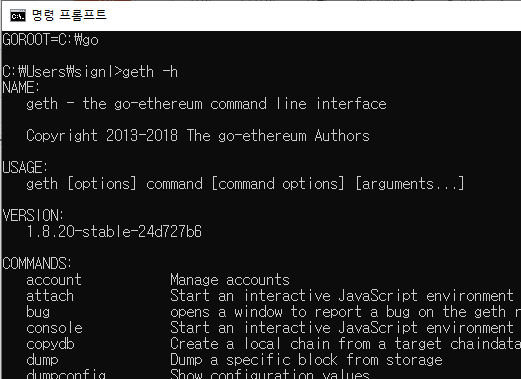 명령 프롬프트
GOROOT=C:₩go
C:₩Users₩signl>geth -h
NAME:
geth - the go-ethereum command line interface
Copyright 2013-2018 The go-ethereum Authors
USAGE:
geth [options] command [command options] [arguments...]
VERSION:
1.8.20-stable-24d727b6
COMMANDS:
account Manage accounts
attach Start an interactive JavaScript environment
bug opens a window to report a bug on the geth
console Start an interactive JavaScript environment
copydb Create a local chain from a target chaindata
dump Dump a specific block from storage
dumpconfig Show configuration values